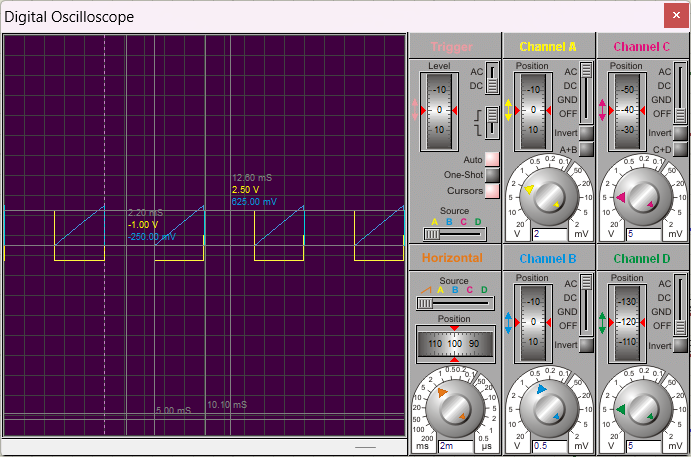 Digital Oscilloscope
12.60 mS
2.50 V
625.00 mV
2.20 mS
-1.00 V
-250.00 mV
5.00 mS
10.10 mS
Trigger
Level
AC
DC
-10
0
10
Auto
One-Shot
Cursors
Source
A B C D
Channel A
Position
AC
DC
GND
OFF
-10
0
10
Invert
A+B
0.5 0.2 0.1
1 50
2 20
5 10
10 5
20 2
V 2 mV
Channel C
Position
AC
DC
GND
OFF
-50
-40
-30
Invert
C+D
0.5 0.2 0.1
1 50
2 20
5 10
10 5
20 2
V 5 mV
Horizontal
Source
A B C D
Position
110 100 90
1 0.5 0.2 0.1
2 50
5 20
10 10
20 5
50 2
100 1
200 0.5
ms 2m µs
Channel B
Position
AC
DC
GND
OFF
-10
0
10
Invert
0.5 0.2 0.1
1 50
2 20
5 10
10 5
20 2
V 0.5 mV
Channel D
Position
AC
DC
GND
OFF
-130
-120
-110
Invert
0.5 0.2 0.1
1 50
2 20
5 10
10 5
20 2
V 5 mV